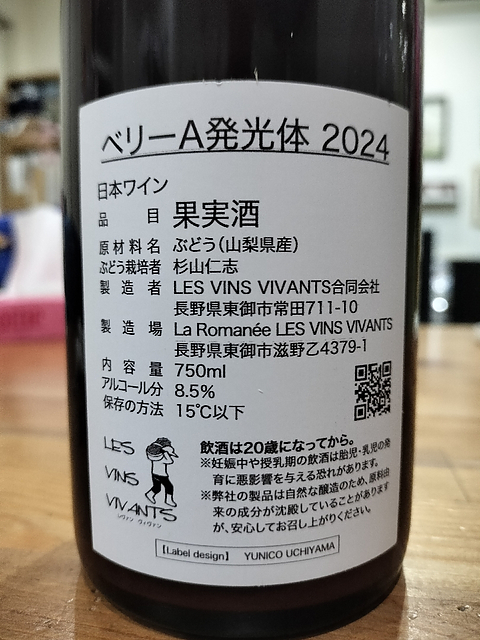 ベリーA発光体 2024
日本ワイン
品目 果実酒
原材料名 ぶどう(山梨県産)
ぶどう栽培者 杉山仁志
製造者 LES VINS VIVANTS合同会社
長野県東御市常田711-10
製造場 La Romanée LES VINS VIVANTS
長野県東御市滋野乙4379-1
内容量 750ml
アルコール分 8.5%
保存の方法 15℃以下
LES
VINS
VIVANTS
レヴァン ヴィヴァン
飲酒は20歳になってから。
※妊娠中や授乳期の飲酒は胎児・乳児の発
育に悪影響を与える恐れがあります。
※弊社の製品は自然な醸造のため、原料由
来の成分が沈殿していることがあります
が、安心してお召し上がりください。
【Label design】 YUNICO UCHIYAMA